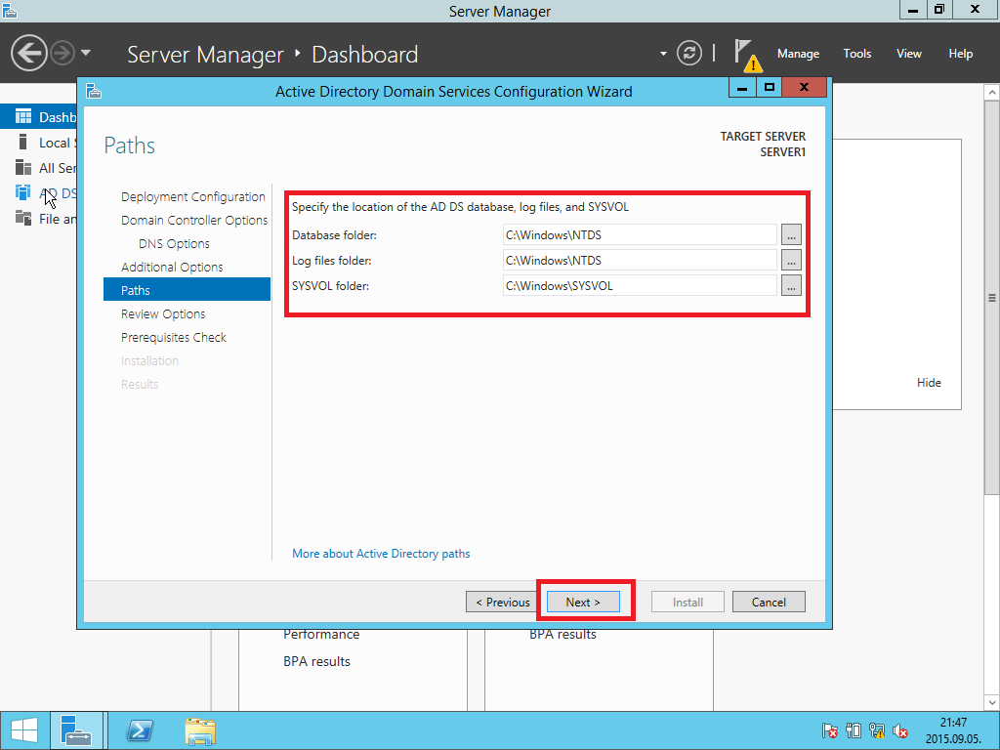 Server Manager
Server Manager
Dashboard
Manage
Tools
View
Help
Dashb
Local S
All Ser
AD DS
File an
Active Directory Domain Services Configuration Wizard
Paths
TARGET SERVER
SERVER1
Deployment Configuration
Domain Controller Options
DNS Options
Additional Options
Paths
Review Options
Prerequisites Check
Installation
Results
Specify the location of the AD DS database, log files, and SYSVOL
Database folder:
C:\Windows\NTDS
...
Log files folder:
C:\Windows\NTDS
...
SYSVOL folder:
C:\Windows\SYSVOL
...
More about Active Directory paths
< Previous
Next >
Install
Cancel
Hide
Performance
BPA results
BPA results
21:47
2015.09.05.